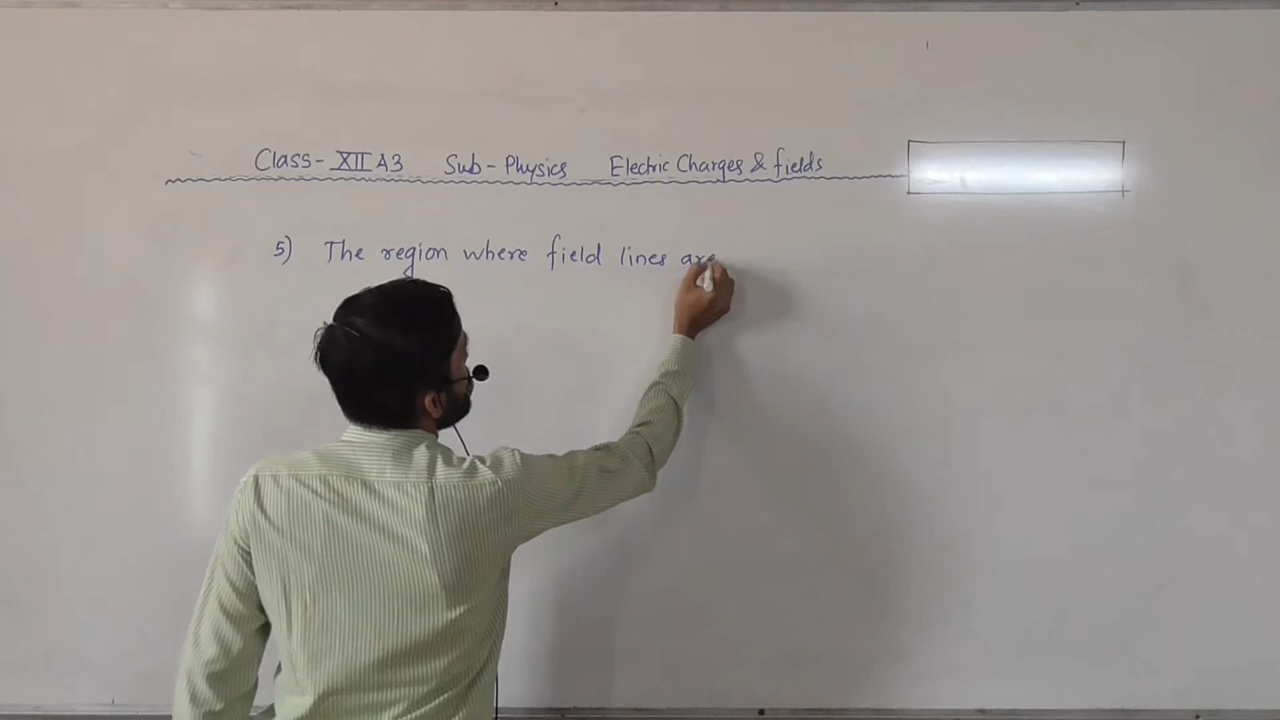 Class - XII A3 Sub - Physics Electric Charges & fields
5) The region where field lines are